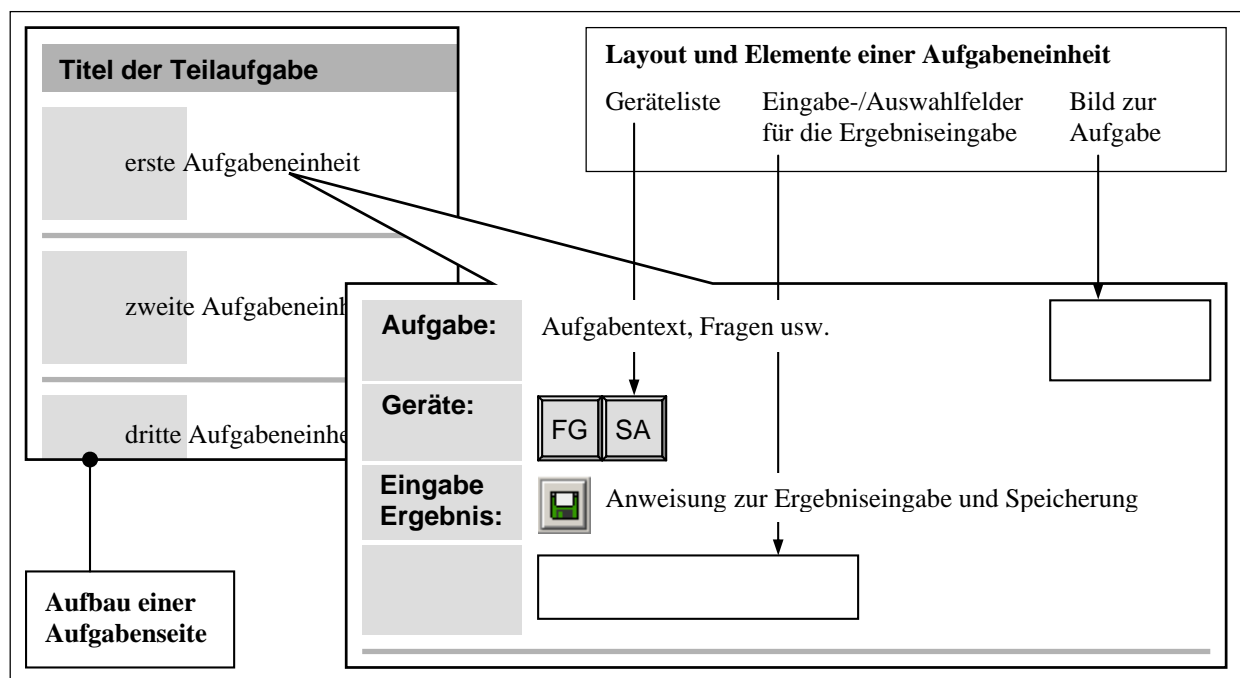 Titel der Teilaufgabe
erste Aufgabeneinheit
zweite Aufgabeneinh
dritte Aufgabeneinhe
Aufbau einer
Aufgabenseite
Layout und Elemente einer Aufgabeneinheit
Geräteliste
Eingabe-/Auswahlfelder
für die Ergebniseingabe
Bild zur
Aufgabe
Aufgabe:
Aufgabentext, Fragen usw.
Geräte:
FG SA
Eingabe
Ergebnis:
Anweisung zur Ergebniseingabe und Speicherung